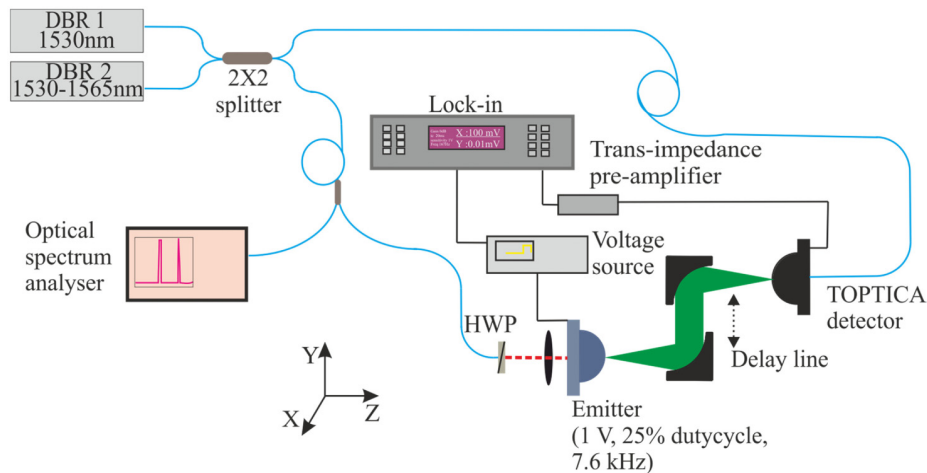 DBR 1
1530nm
DBR 2
1530-1565nm
2X2
splitter
Lock-in
X :100 mV
Y :0.01mV
Trans-impedance
pre-amplifier
Optical
spectrum
analyser
Voltage
source
TOPTICA
detector
HWP
Delay line
Y
X
Z
Emitter
(1 V, 25% dutycycle,
7.6 kHz)